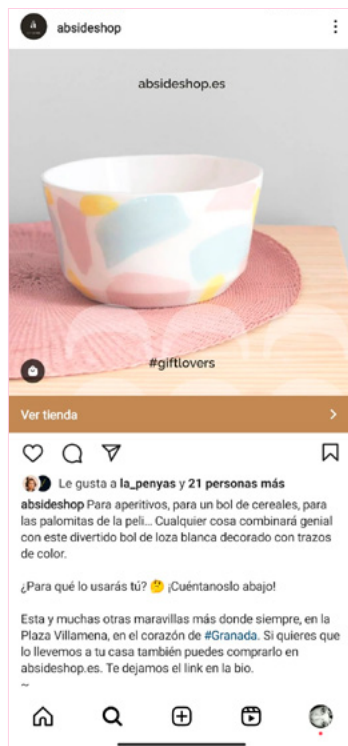 absideshop
absideshop.es
#giftlovers
Ver tienda
Le gusta a la_penyas y 21 personas más
absideshop Para aperitivos, para un bol de cereales, para
las palomitas de la peli... Cualquier cosa combinará genial
con este divertido bol de loza blanca decorado con trazos
de color.
¿Para qué lo usarás tú? 🤔 ¡Cuéntanoslo abajo!
Esta y muchas otras maravillas más donde siempre, en la
Plaza Villamena, en el corazón de #Granada. Si quieres que
lo llevemos a tu casa también puedes comprarlo en
absideshop.es. Te dejamos el link en la bio.
~